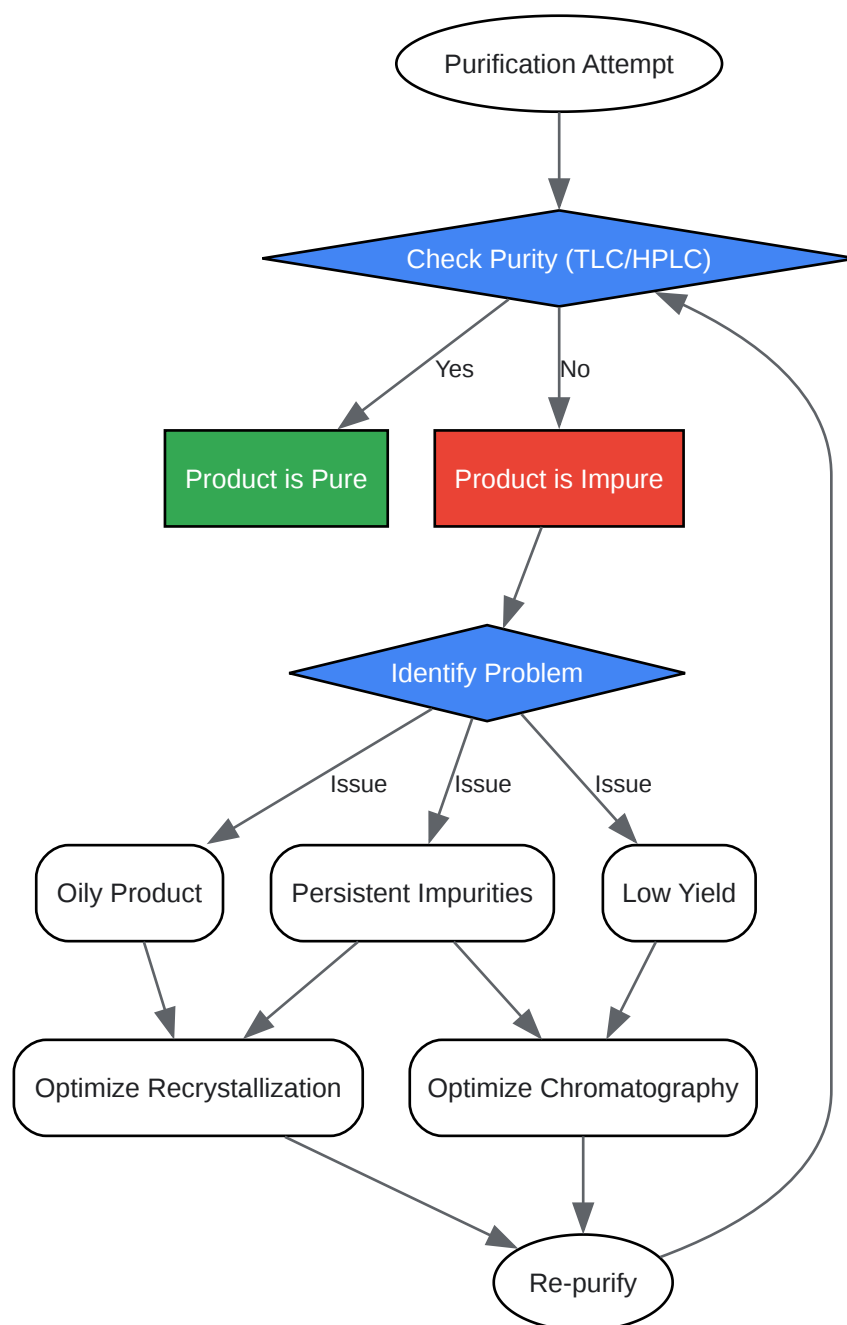 Purification Attempt
Check Purity (TLC/HPLC)
Yes
No
Product is Pure
Product is Impure
Identify Problem
Issue
Issue
Issue
Oily Product
Persistent Impurities
Low Yield
Optimize Recrystallization
Optimize Chromatography
Re-purify